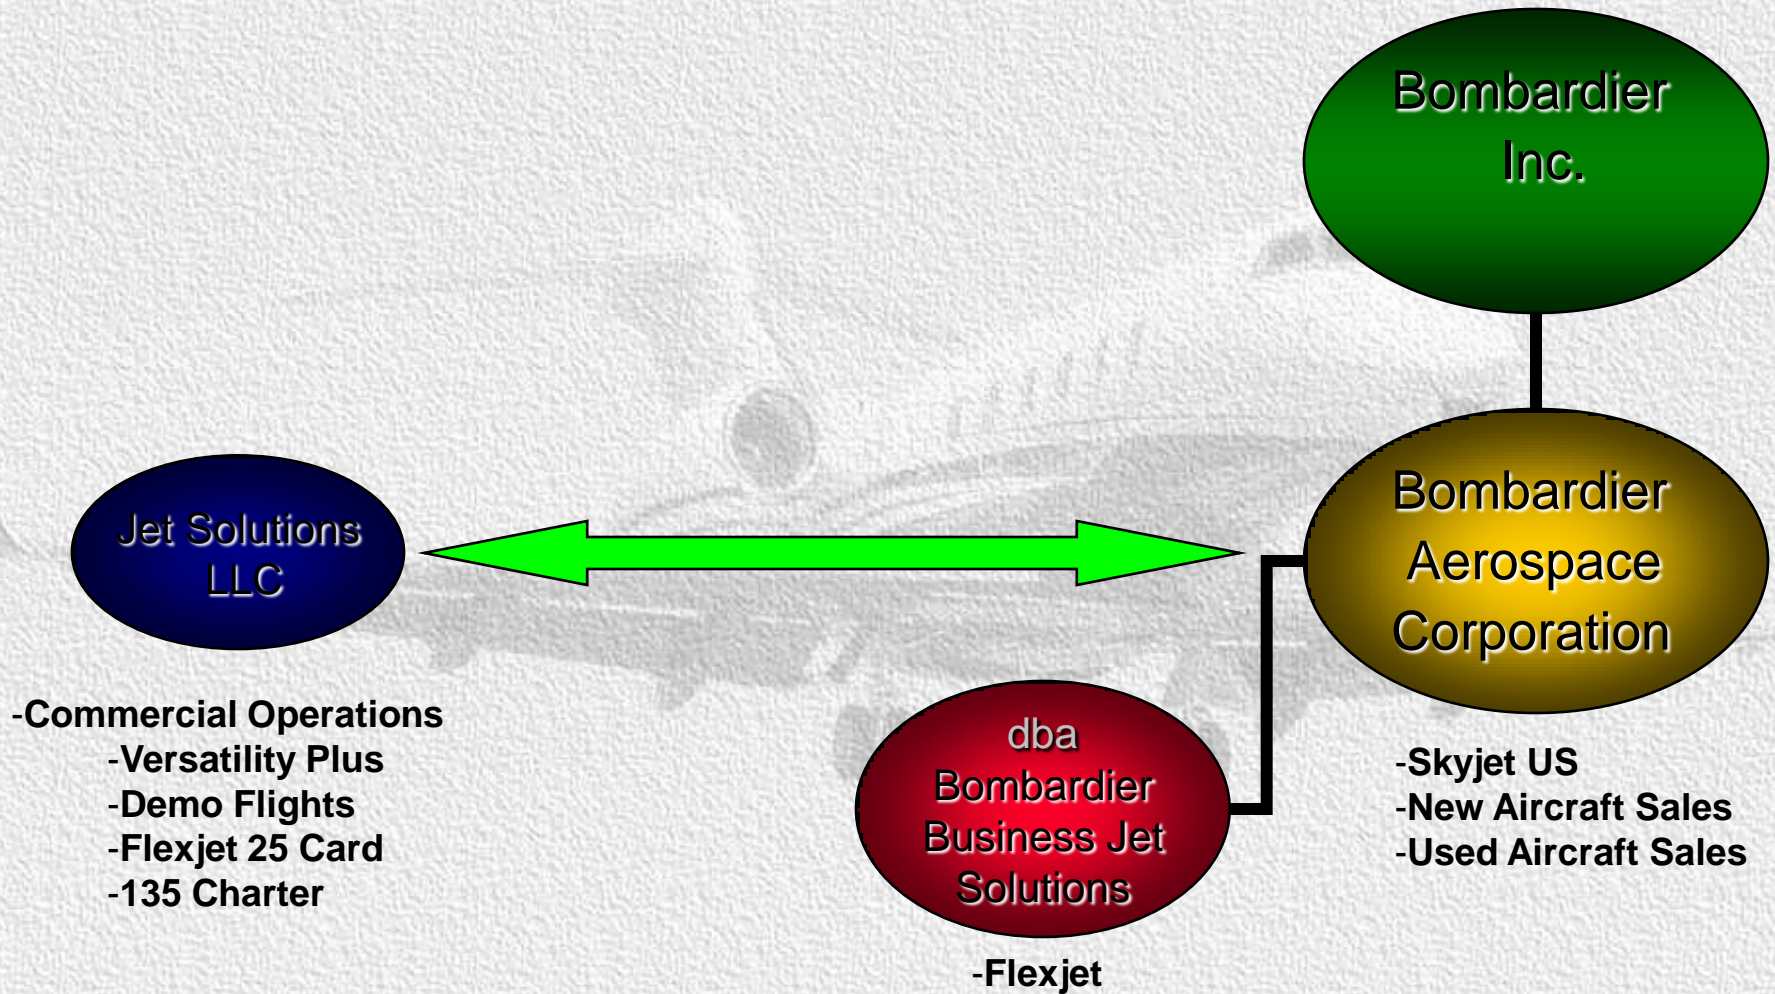 Bombardier
Inc.
Bombardier
Aerospace
Corporation
-Skyjet US
-New Aircraft Sales
-Used Aircraft Sales
Jet Solutions
LLC
-Commercial Operations
-Versatility Plus
-Demo Flights
-Flexjet 25 Card
-135 Charter
dba
Bombardier
Business Jet
Solutions
-Flexjet